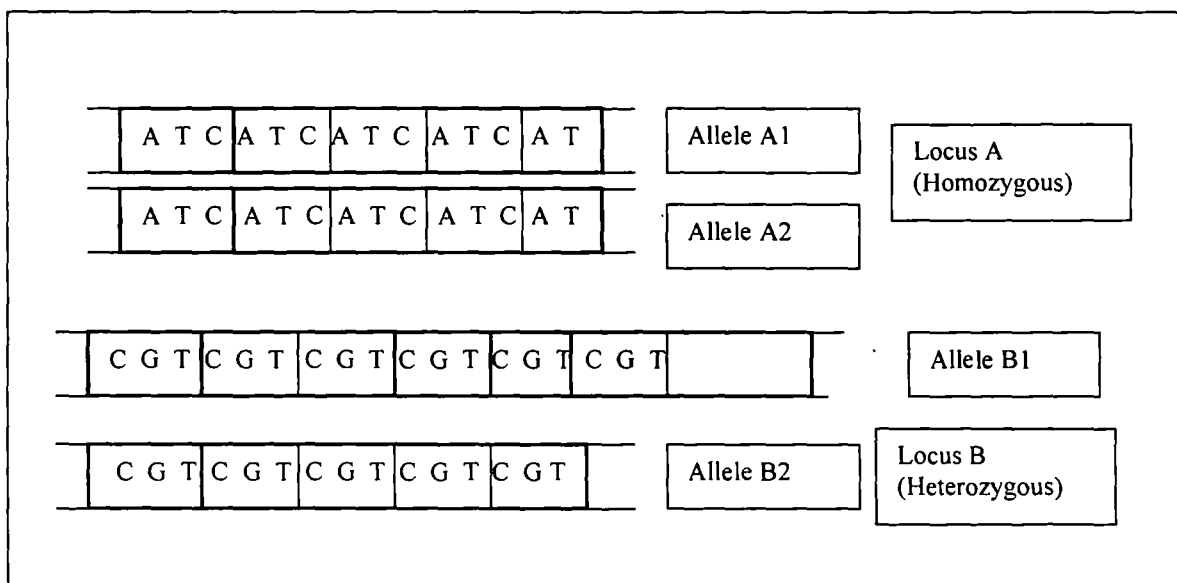 A T C A T C A T C A T C A T
Allele A1
Locus A
(Homozygous)
A T C A T C A T C A T C A T
Allele A2
C G T C G T C G T C G T C G T C G T
Allele B1
C G T C G T C G T C G T C G T
Allele B2
Locus B
(Heterozygous)